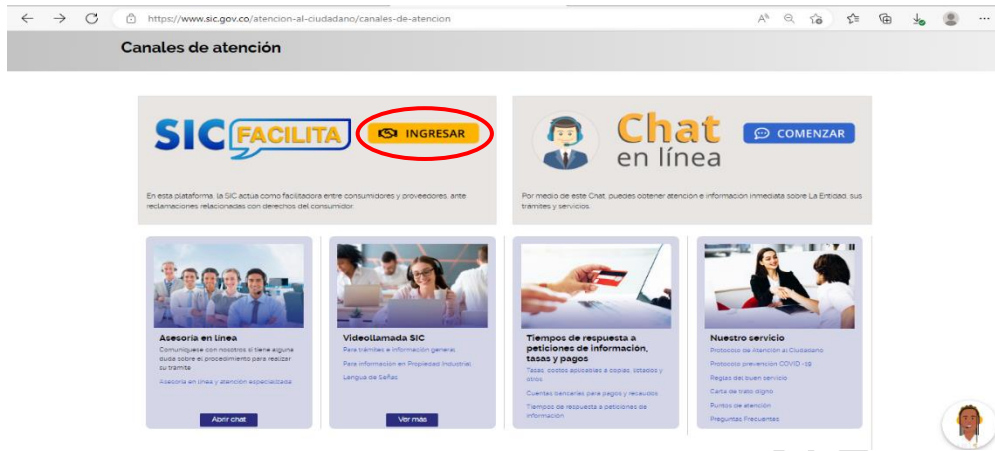 https://www.sic.gov.co/atencion-al-ciudadano/canales-de-atencion
Canales de atención
SIC FACILITA
INGRESAR
En esta plataforma, la SIC actúa como facilitadora entre consumidores y proveedores, ante
reclamaciones relacionadas con derechos del consumidor.
Chat
en línea
COMENZAR
Por medio de este Chat, puedes obtener atención e información inmediata sobre La Entidad, sus
trámites y servicios.
Asesoría en línea
Comuníquese con nosotros si tiene alguna
duda sobre el procedimiento para realizar
su trámite
Asesoría en línea y atención especializada
Abrir chat
Videollamada SIC
Para trámites e información general
Para información en Propiedad Industrial
Lengua de Señas
Ver más
Tiempos de respuesta a
peticiones de información,
tasas y pagos
Tasas, costos aplicables a copias, listados y
otros
Cuentas bancarias para pagos y recaudos
Tiempos de respuesta a peticiones de
información
Nuestro servicio
Protocolo de Atención al Ciudadano
Protocolo prevención COVID -19
Reglas del buen servicio
Carta de trato digno
Puntos de atención
Preguntas Frecuentes